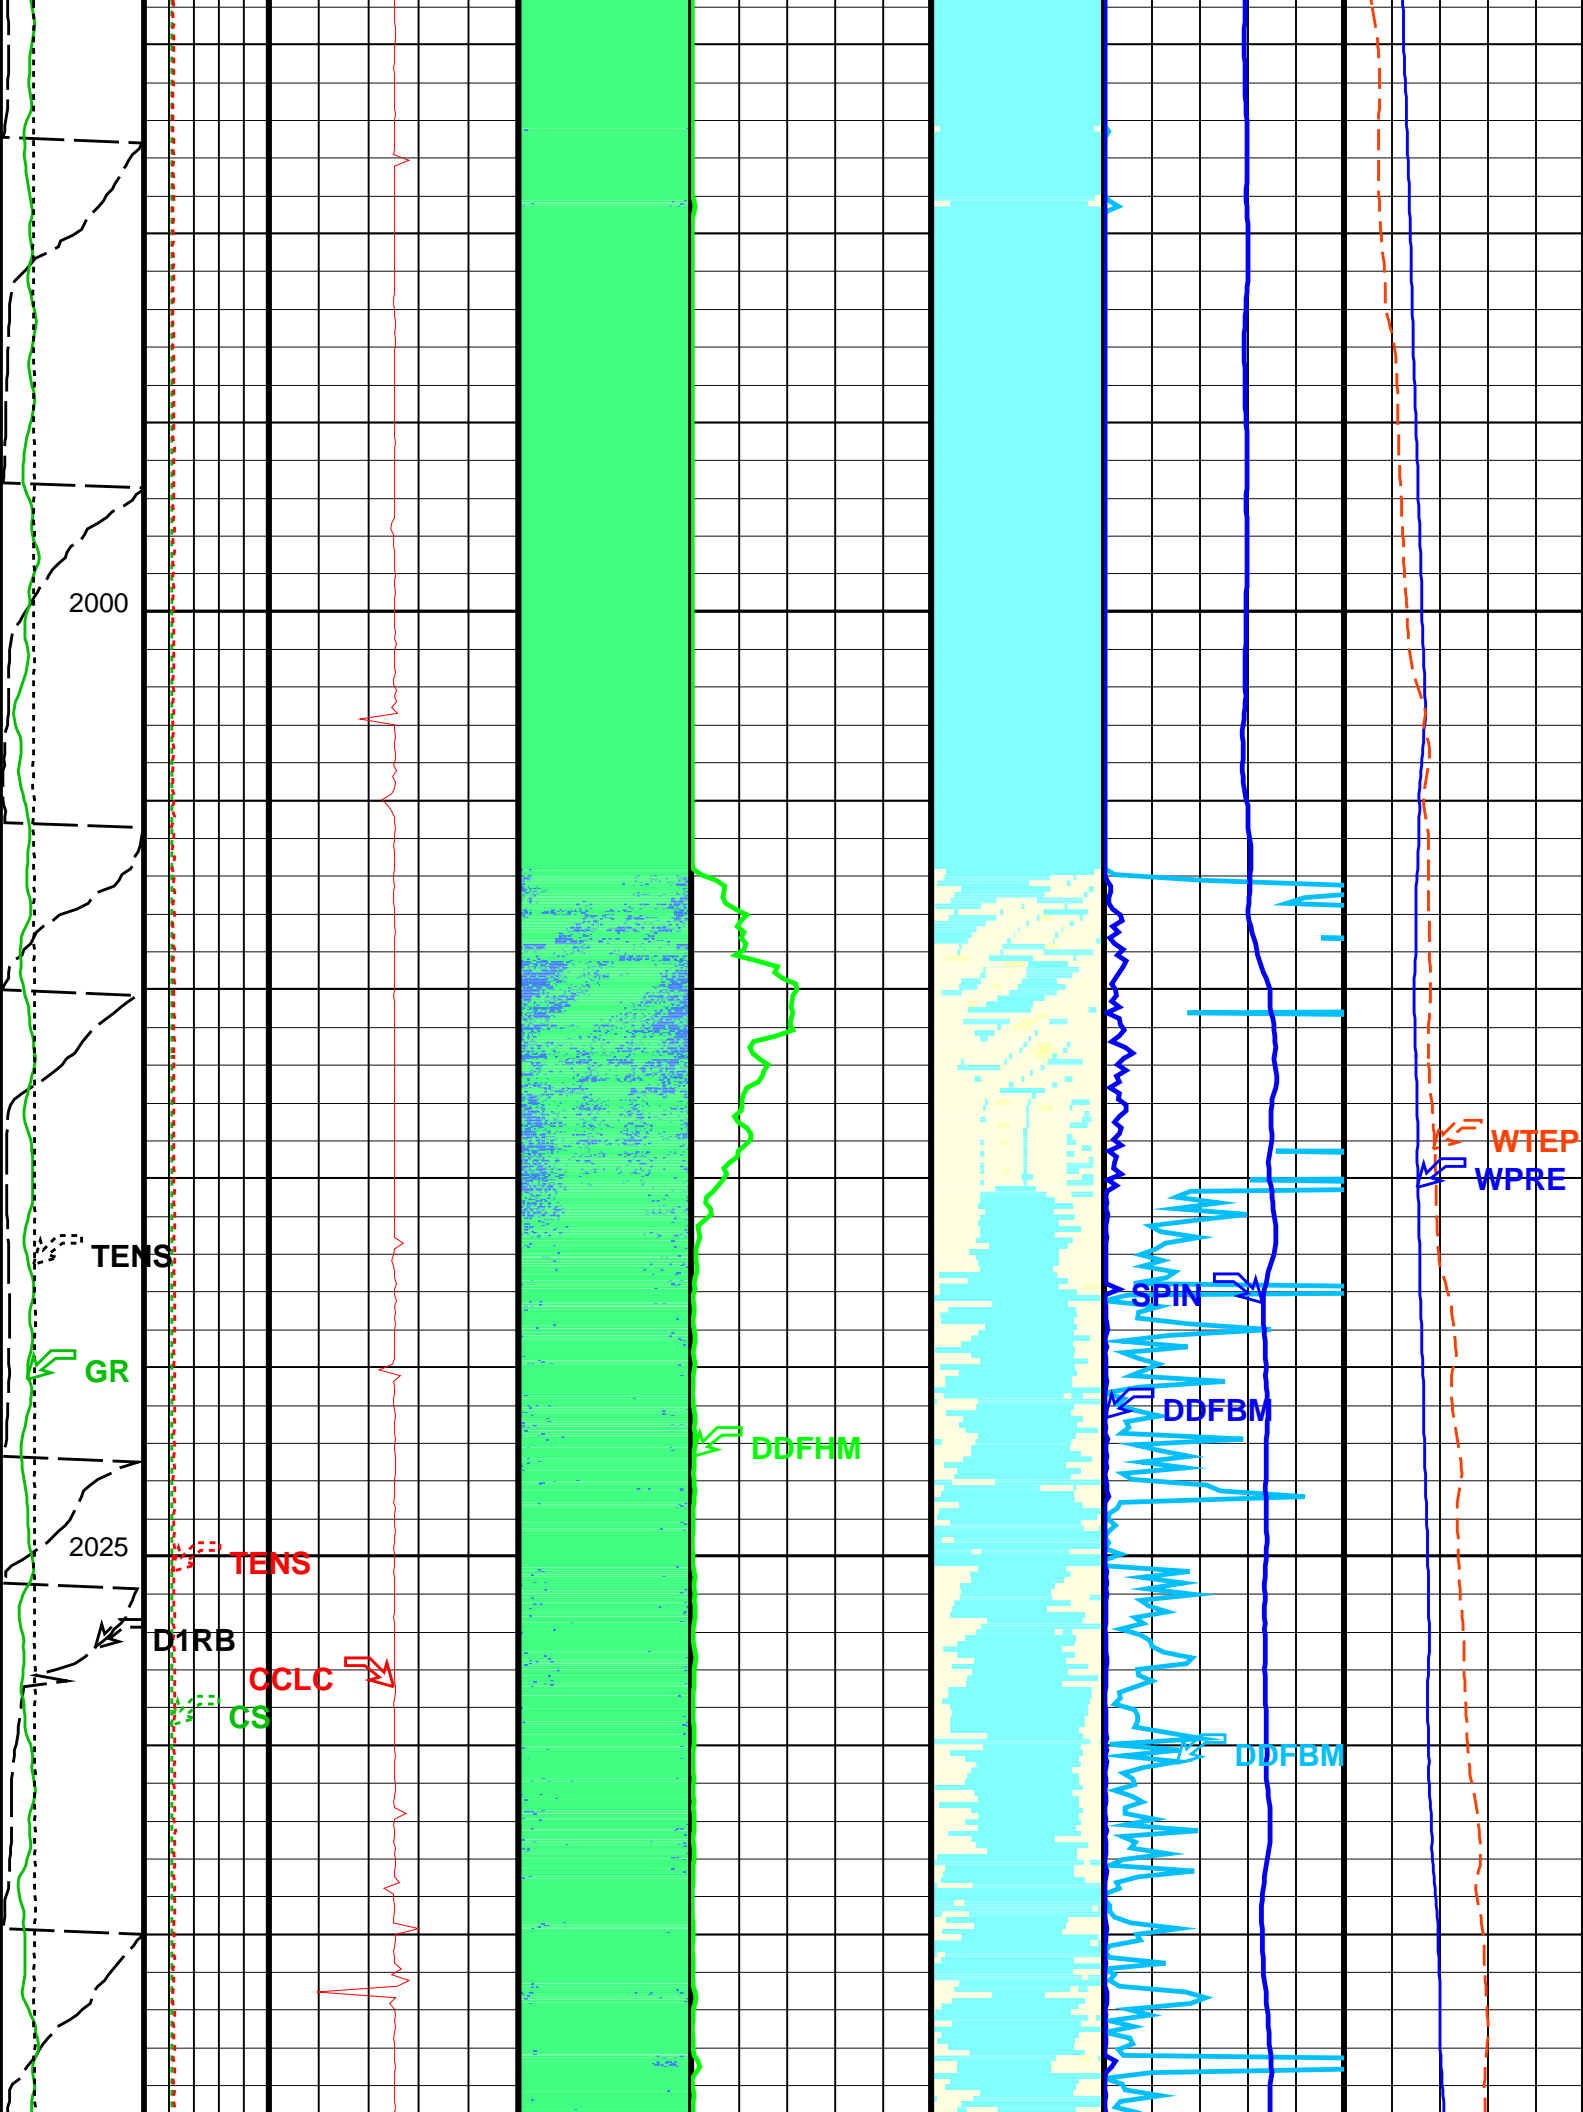 2000
WTEP
WPRE
TENS
SPIN
GR
DDFBM
DDFHM
2025
TENS
D1RB
CCLC
CS
DDFBM